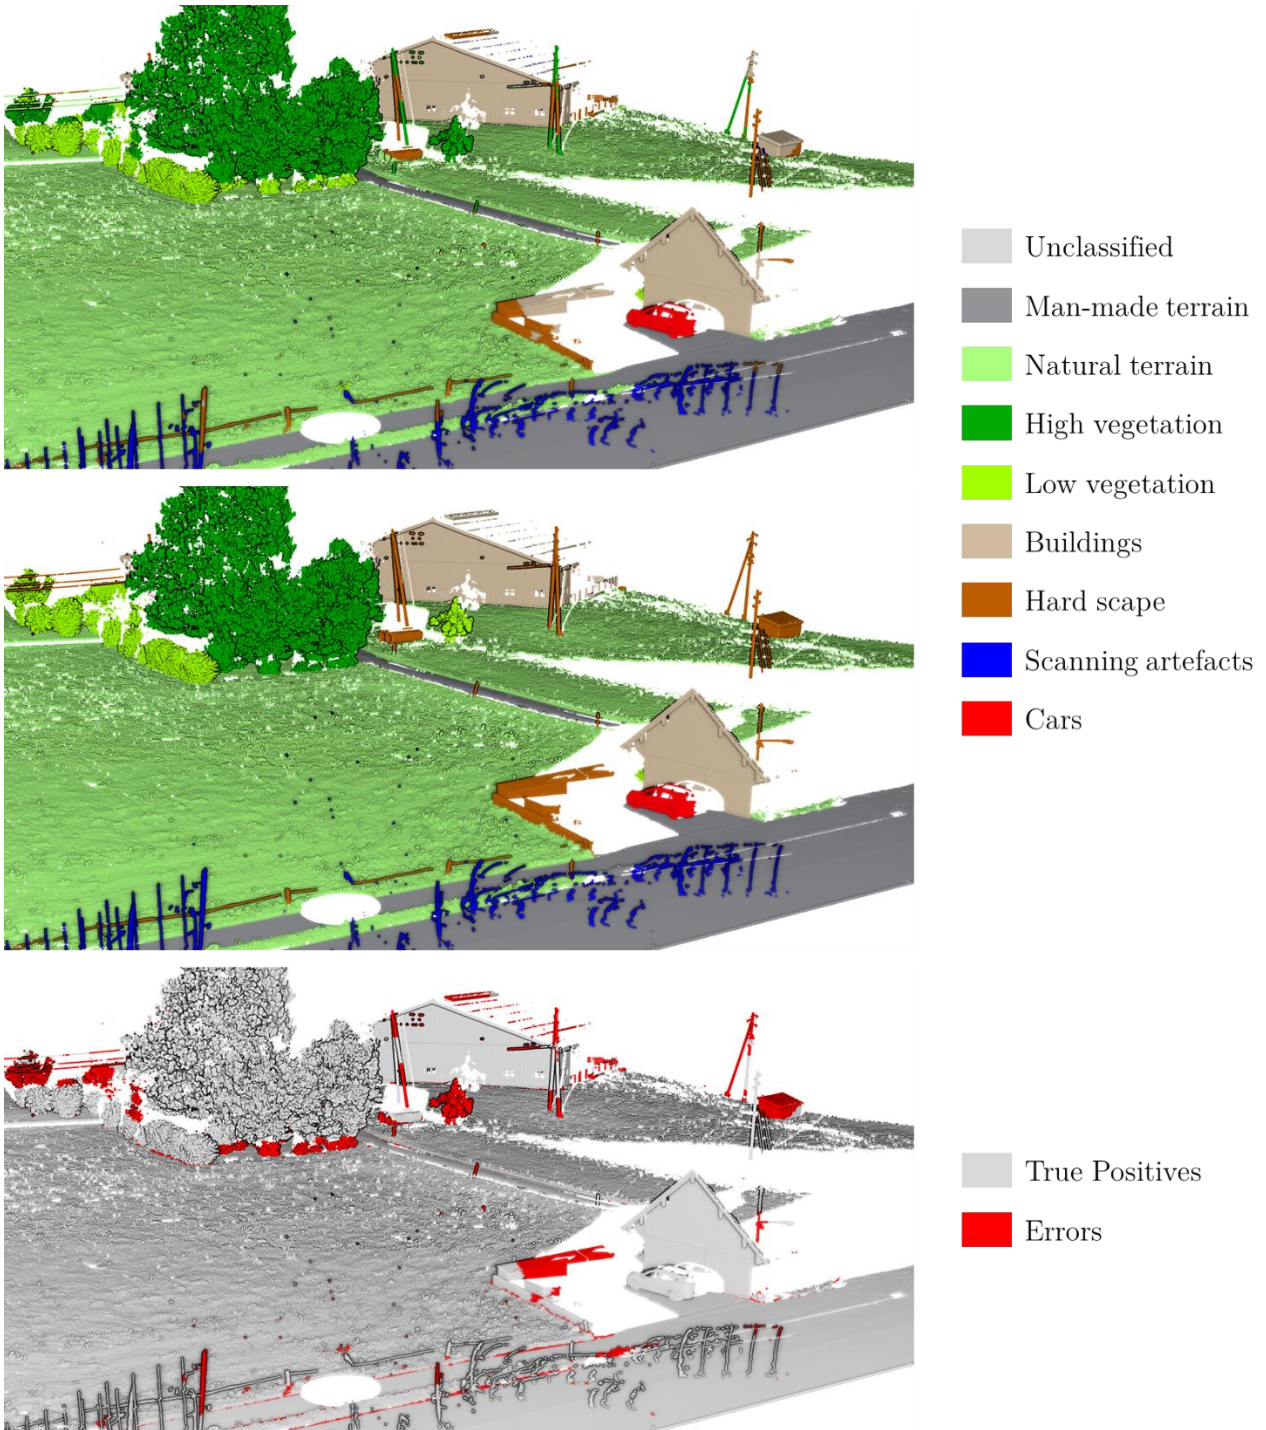 Unclassified
Man-made terrain
Natural terrain
High vegetation
Low vegetation
Buildings
Hard scape
Scanning artefacts
Cars
True Positives
Errors